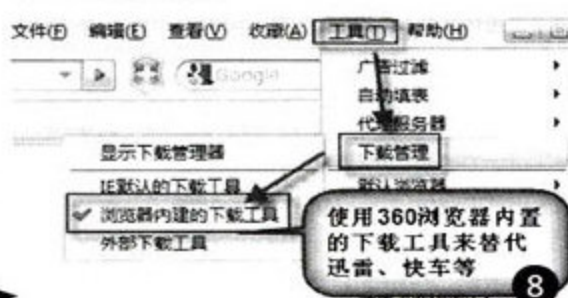 文件(F) 编辑(E) 查看(V) 收藏(A) 工具(T) 帮助(H)
Google
广告过滤
自动填表
代理服务器
显示下载管理器 下载管理
IE默认的下载工具 默认浏览器
✓ 浏览器内建的下载工具
外部下载工具
使用360浏览器内置
的下载工具来替代
迅雷、快车等
8